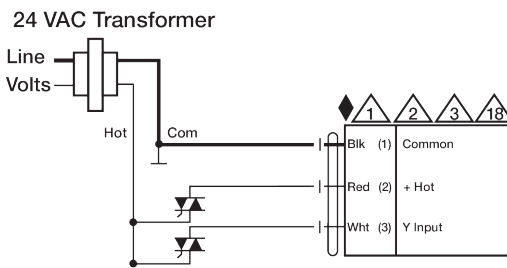 24 VAC Transformer
Line
Volts
Hot
Com
1 2 3 18
Blk (1) Common
Red (2) + Hot
Wht (3) Y Input